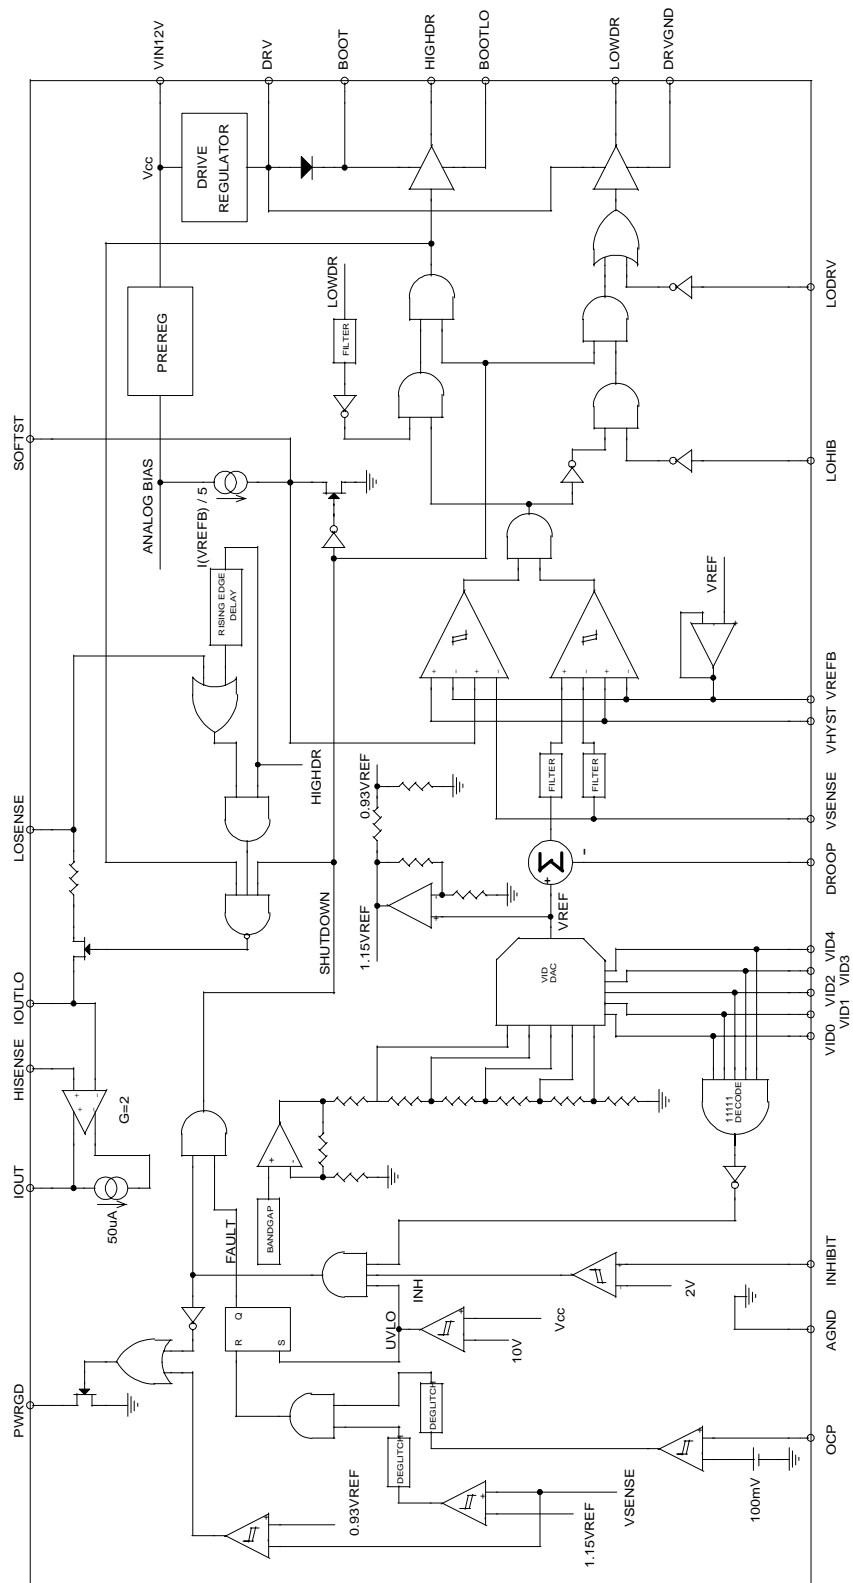 VIN12V
DRV
BOOT
HIGHDR
BOOTLO
LOWDR
DRVGND
Vcc
DRIVE
REGULATOR
PREREG
LOWDR
FILTER
LODRV
SOFTST
ANALOG BIAS
I(VREFB) / 5
LOHIB
RISING EDGE
DELAY
VREF
VREFB
VHYST
HIGHDR
0.93VREF
FILTER
FILTER
VSENSE
LOSENSE
DROOP
Σ
+
-
SHUTDOWN
1.15VREF
VREF
VID
DAC
VID4
VID3
VID2
VID1
VID0
IOUTLO
HISENSE
G=2
IOUT
50uA
11111
DECODE
FAULT
BANDGAP
INH
2V
INHIBIT
Q
R
S
UVLO
10V
Vcc
AGND
PWRGD
DEGLITCH
DEGLITCH
OCP
100mV
0.93VREF
VSENSE
1.15VREF